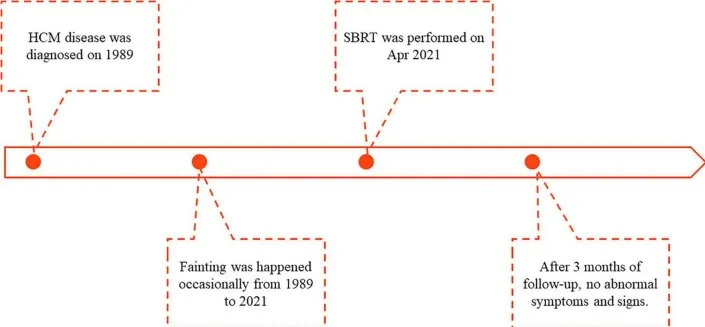 HCM disease was
diagnosed on 1989
Fainting was happened
occasionally from 1989
to 2021
SBRT was performed on
Apr 2021
After 3 months of
follow-up, no abnormal
symptoms and signs.